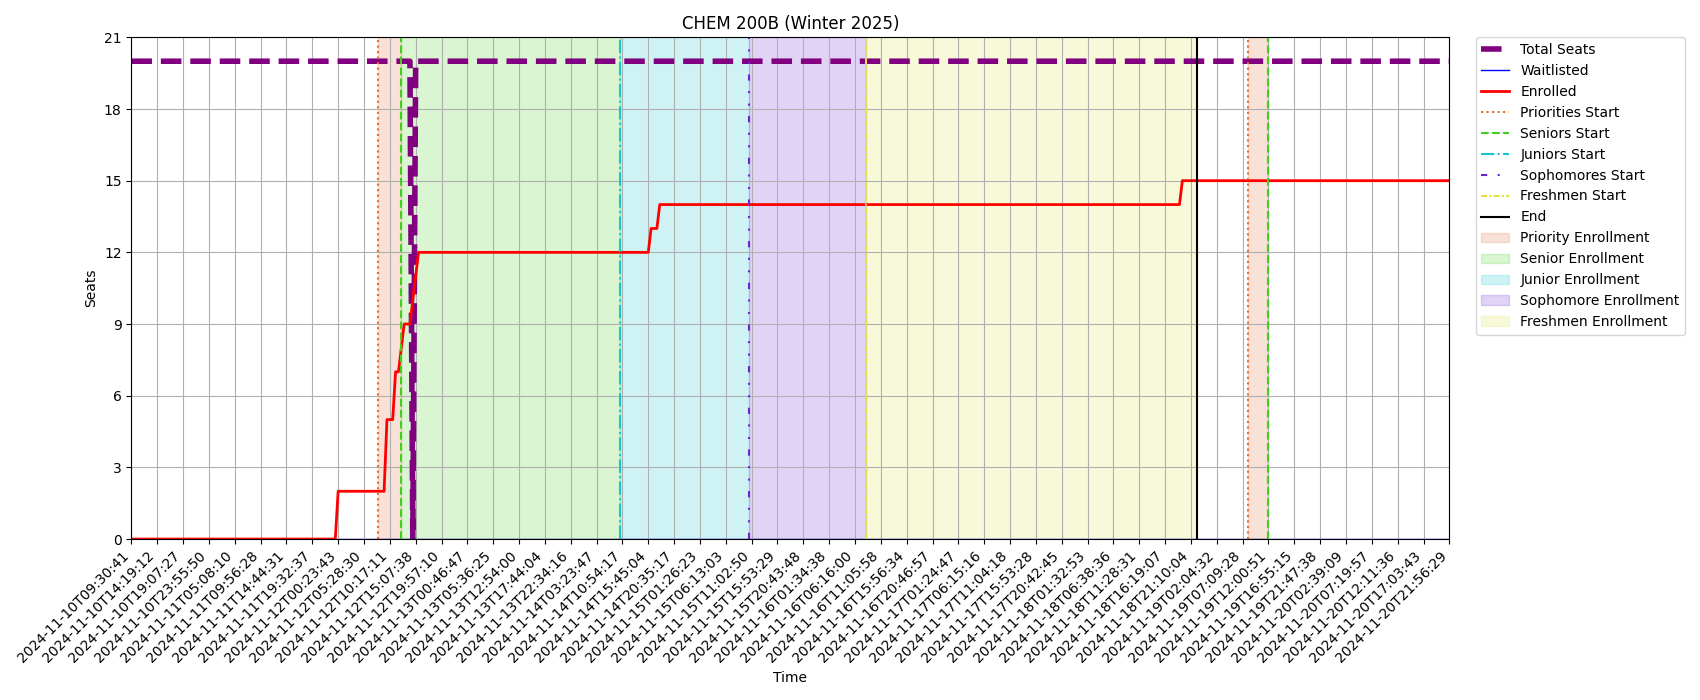 CHEM 200B (Winter 2025)
21
18
15
12
9
6
3
0
Seats
2024-11-10T09:30:41
2024-11-10T14:19:12
2024-11-10T19:07:27
2024-11-10T23:55:50
2024-11-11T05:08:10
2024-11-11T09:56:28
2024-11-11T14:44:31
2024-11-11T19:32:37
2024-11-12T00:23:43
2024-11-12T05:28:30
2024-11-12T10:17:11
2024-11-12T15:07:38
2024-11-12T19:57:10
2024-11-13T00:46:47
2024-11-13T05:36:25
2024-11-13T12:54:00
2024-11-13T17:44:04
2024-11-13T22:34:16
2024-11-14T03:23:47
2024-11-14T10:54:17
2024-11-14T15:45:04
2024-11-14T20:35:17
2024-11-15T01:26:23
2024-11-15T06:13:03
2024-11-15T11:02:50
2024-11-15T15:53:29
2024-11-15T20:43:48
2024-11-16T01:34:38
2024-11-16T06:16:00
2024-11-16T11:05:58
2024-11-16T15:56:34
2024-11-16T20:46:57
2024-11-17T01:24:47
2024-11-17T06:15:16
2024-11-17T11:04:18
2024-11-17T15:53:28
2024-11-17T20:42:45
2024-11-18T01:32:53
2024-11-18T06:38:36
2024-11-18T11:28:31
2024-11-18T16:19:07
2024-11-18T21:10:04
2024-11-19T02:04:32
2024-11-19T07:09:28
2024-11-19T12:00:51
2024-11-19T16:55:15
2024-11-19T21:47:38
2024-11-20T02:39:09
2024-11-20T07:19:57
2024-11-20T12:11:36
2024-11-20T17:03:43
2024-11-20T21:56:29
Time
Total Seats
Waitlisted
Enrolled
Priorities Start
Seniors Start
Juniors Start
Sophomores Start
Freshmen Start
End
Priority Enrollment
Senior Enrollment
Junior Enrollment
Sophomore Enrollment
Freshmen Enrollment